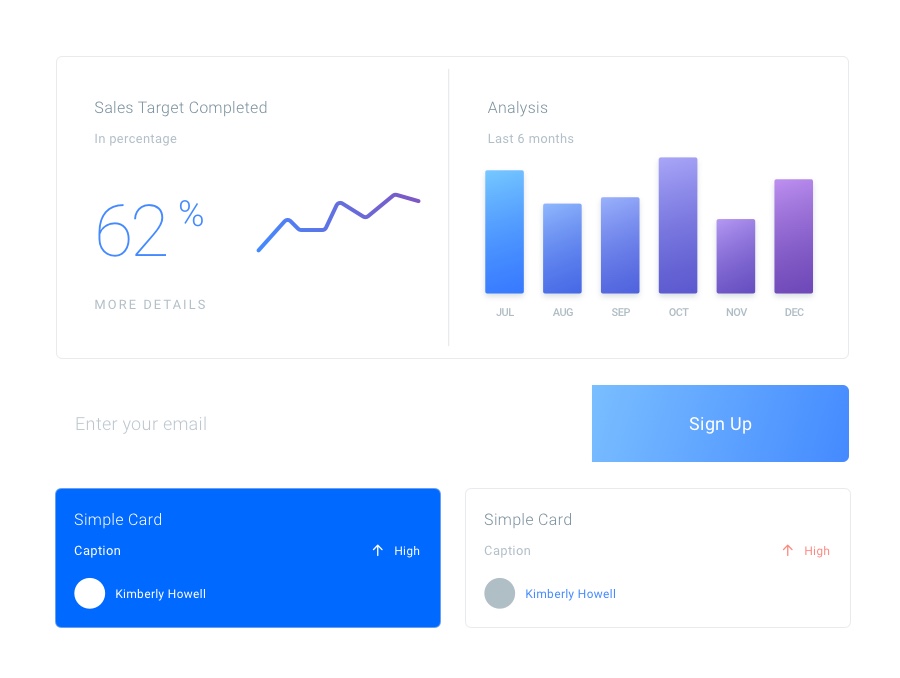 Sales Target Completed
In percentage
62 %
MORE DETAILS
Analysis
Last 6 months
JUL AUG SEP OCT NOV DEC
Enter your email
Sign Up
Simple Card
Caption
High
Kimberly Howell
Simple Card
Caption
High
Kimberly Howell